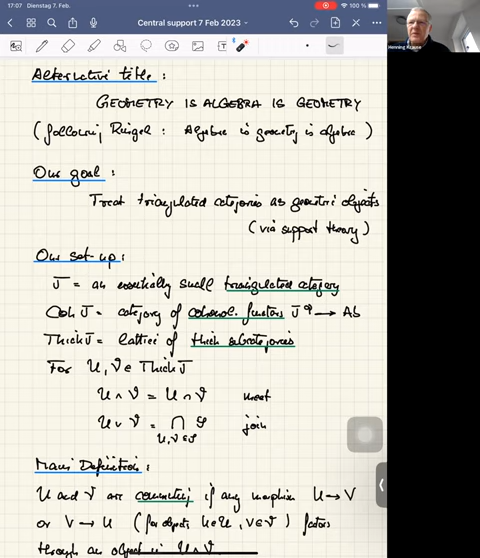 17:07 Dienstag 7. Feb.
100 %
Central support 7 Feb 2023
Henning Krause
Alternative title:
GEOMETRY IS ALGEBRA IS GEOMETRY
(following Ringel: Algebra is geometry is algebra)
Our goal:
Treat triangulated categories as geometric objects
(via support theory)
Our set-up:
T = an essentially small triangulated category
Coh T = category of cohomol. functors T^op → Ab
Thick T = lattice of thick subcategories
For U, V ∈ Thick T
U ∧ V = U ∩ V meet
U ∨ V = ⋂ S join
U,V ⊆ S
Main Definition:
U and V are commuting if any morphism U → V
or V → U (for objects U ∈ U, V ∈ V) factors
through an object in U ∧ V